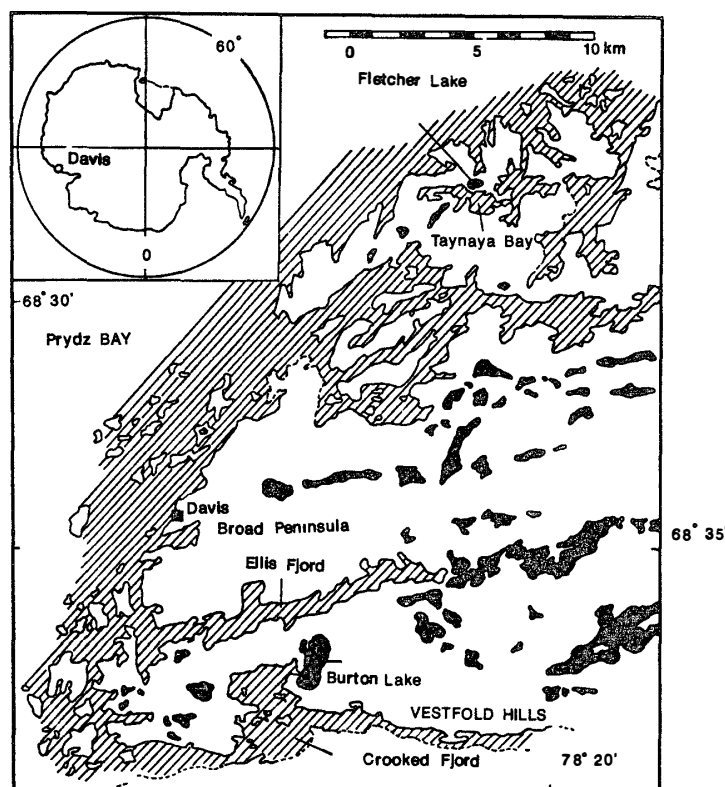 60°
Davis
0
0 5 10 km
Fletcher Lake
Taynaya Bay
68° 30'
Prydz BAY
Davis
Broad Peninsula
68° 35'
Ellis Fjord
Burton Lake
VESTFOLD HILLS
Crooked Fjord
78° 20'